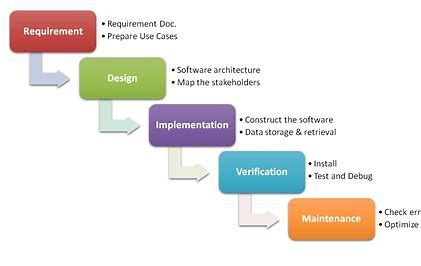 Requirement
• Requirement Doc.
• Prepare Use Cases
Design
• Software architecture
• Map the stakeholders
Implementation
• Construct the software
• Data storage & retrieval
Verification
• Install
• Test and Debug
Maintenance
• Check err
• Optimize